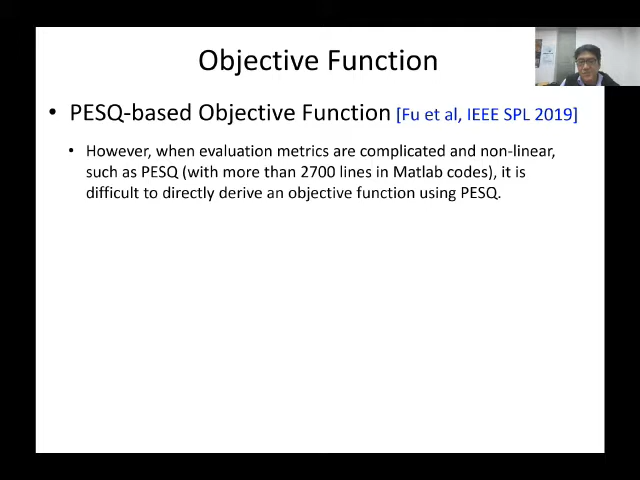 Objective Function
• PESQ-based Objective Function [Fu et al, IEEE SPL 2019]
• However, when evaluation metrics are complicated and non-linear,
such as PESQ (with more than 2700 lines in Matlab codes), it is
difficult to directly derive an objective function using PESQ.